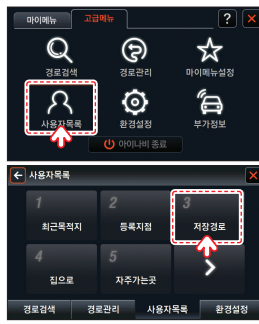 마이메뉴 고급메뉴 ? ×
경로검색 경로관리 마이메뉴설정
사용자목록 환경설정 부가정보
아이나비 종료
사용자목록 ×
1 2 3
최근목적지 등록지점 저장경로
4 5
집으로 자주가는곳
경로검색 경로관리 사용자목록 환경설정